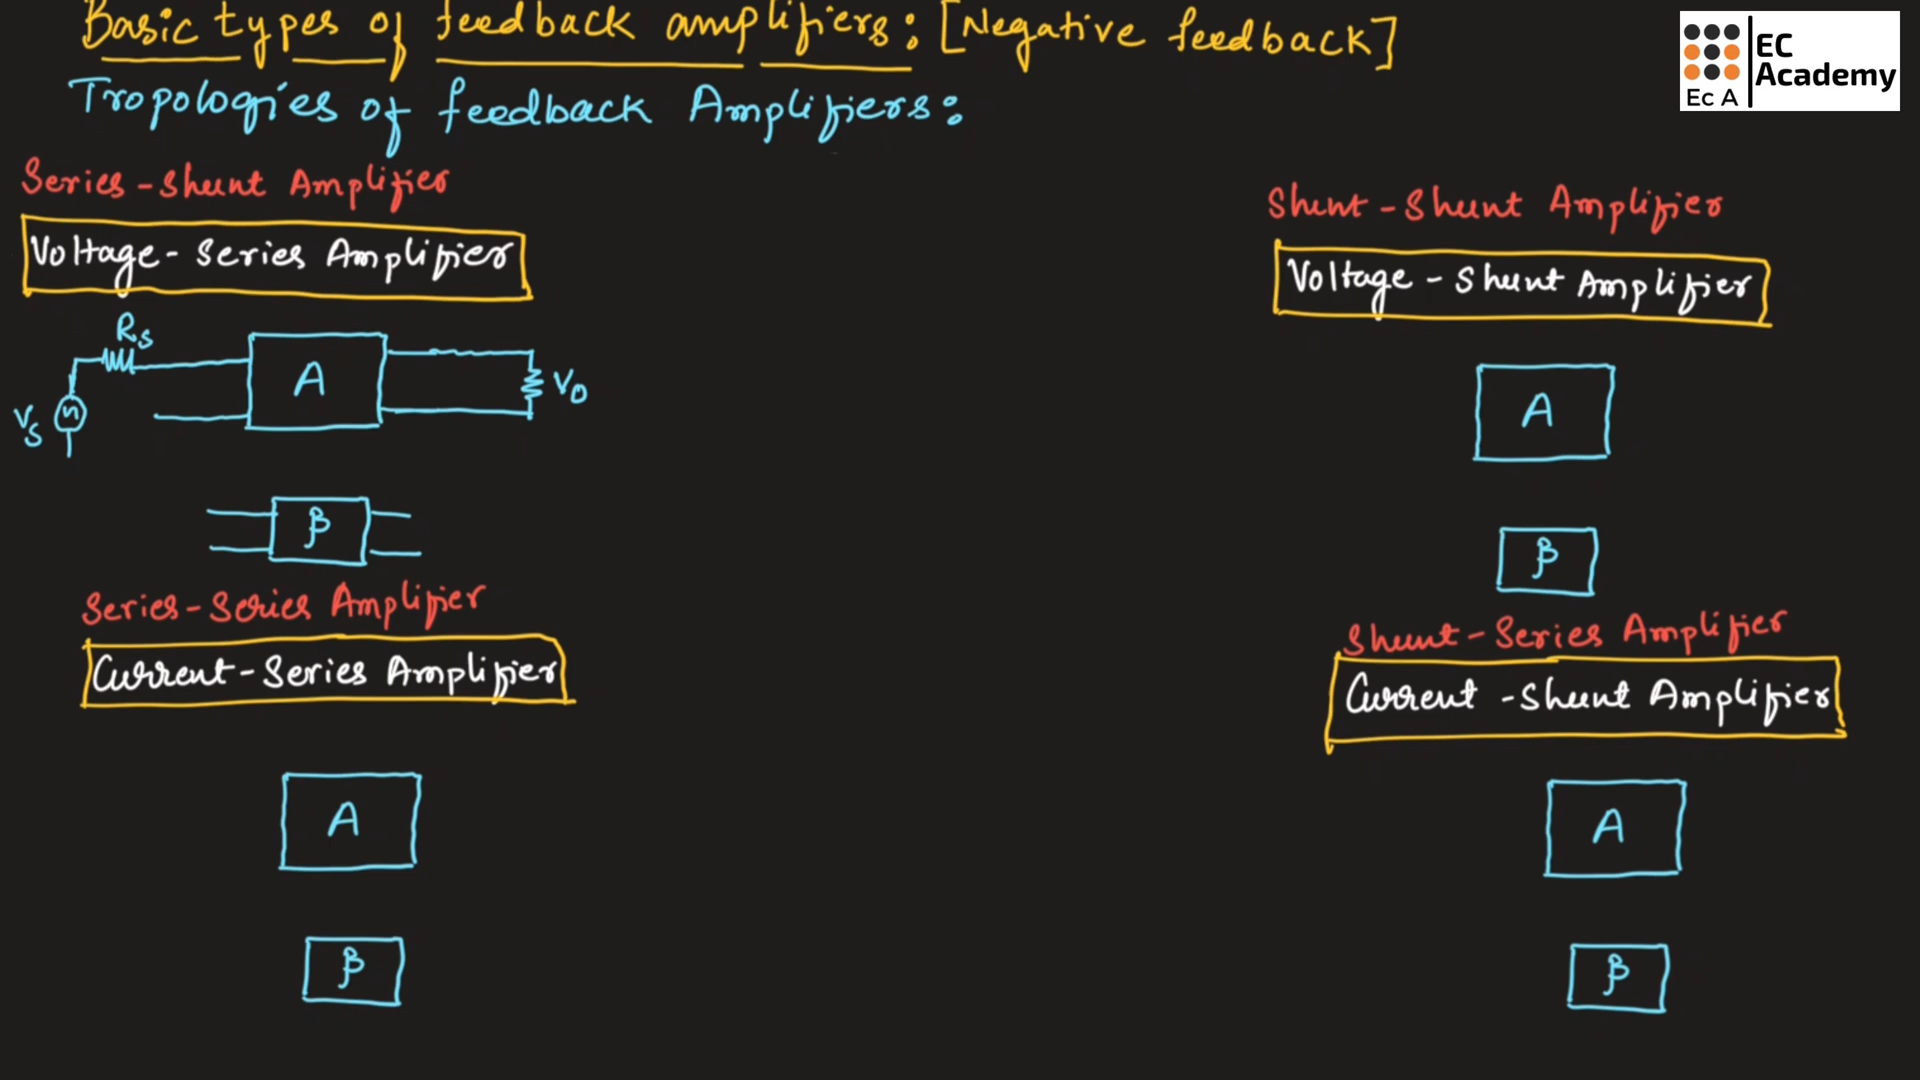 Basic types of feedback amplifiers: [Negative feedback]
EC
Academy
Ec A
Tropologies of feedback Amplifiers:
Series-Shunt Amplifier
Voltage-Series Amplifier
Rs
A
Vs
Vo
β
Shunt-Shunt Amplifier
Voltage-Shunt Amplifier
A
β
Series-Series Amplifier
Current-Series Amplifier
A
β
Shunt-Series Amplifier
Current-Shunt Amplifier
A
β